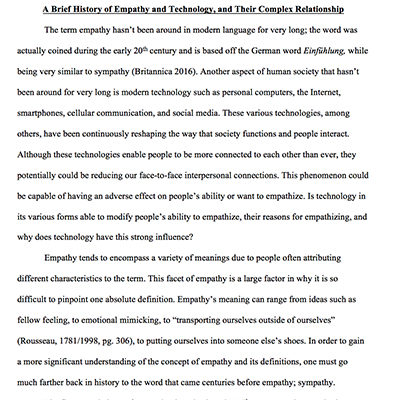 A Brief History of Empathy and Technology, and Their Complex Relationship
The term empathy hasn't been around in modern language for very long; the word was
actually coined during the early 20th century and is based off the German word Einfühlung, while
being very similar to sympathy (Britannica 2016). Another aspect of human society that hasn't
been around for very long is modern technology such as personal computers, the Internet,
smartphones, cellular communication, and social media. These various technologies, among
others, have been continuously reshaping the way that society functions and people interact.
Although these technologies enable people to be more connected to each other than ever, they
potentially could be reducing our face-to-face interpersonal connections. This phenomenon could
be capable of having an adverse effect on people's ability or want to empathize. Is technology in
its various forms able to modify people's ability to empathize, their reasons for empathizing, and
why does technology have this strong influence?
Empathy tends to encompass a variety of meanings due to people often attributing
different characteristics to the term. This facet of empathy is a large factor in why it is so
difficult to pinpoint one absolute definition. Empathy's meaning can range from ideas such as
fellow feeling, to emotional mimicking, to “transporting ourselves outside of ourselves”
(Rousseau, 1781/1998, pg. 306), to putting ourselves into someone else's shoes. In order to gain
a more significant understanding of the concept of empathy and its definitions, one must go
much farther back in history to the word that came centuries before empathy; sympathy.